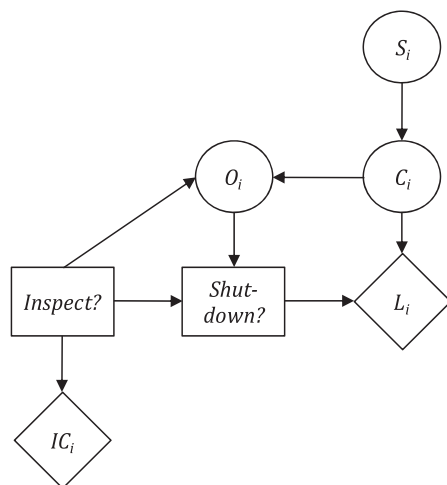 S_i
O_i
C_i
Inspect?
Shut-
down?
L_i
IC_i